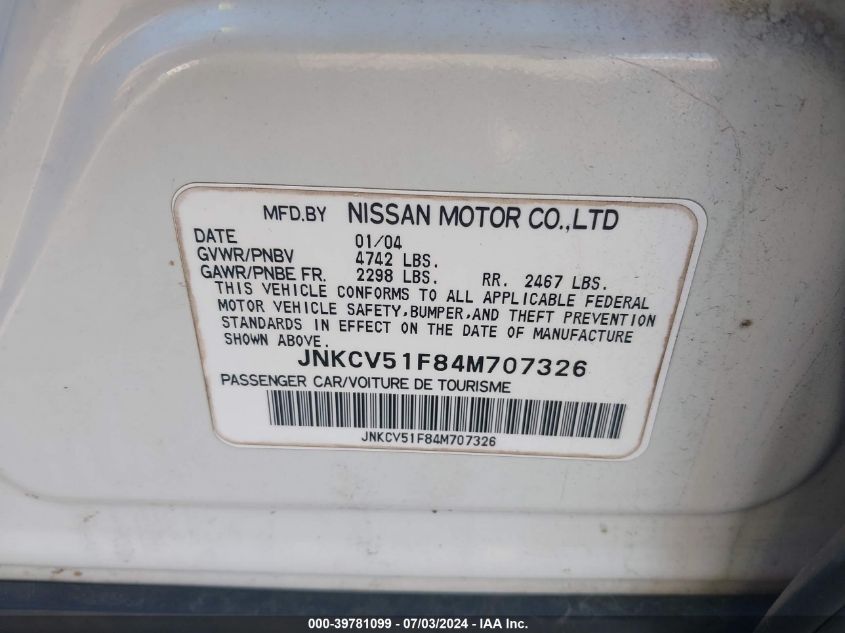 MFD.BY NISSAN MOTOR CO.,LTD
DATE 01/04
GVWR/PNBV 4742 LBS.
GAWR/PNBE FR. 2298 LBS. RR. 2467 LBS.
THIS VEHICLE CONFORMS TO ALL APPLICABLE FEDERAL
MOTOR VEHICLE SAFETY,BUMPER,AND THEFT PREVENTION
STANDARDS IN EFFECT ON THE DATE OF MANUFACTURE
SHOWN ABOVE.
JNKCV51F84M707326
PASSENGER CAR/VOITURE DE TOURISME
JNKCV51F84M707326
000-39781099 - 07/03/2024 - © IAA, Inc.